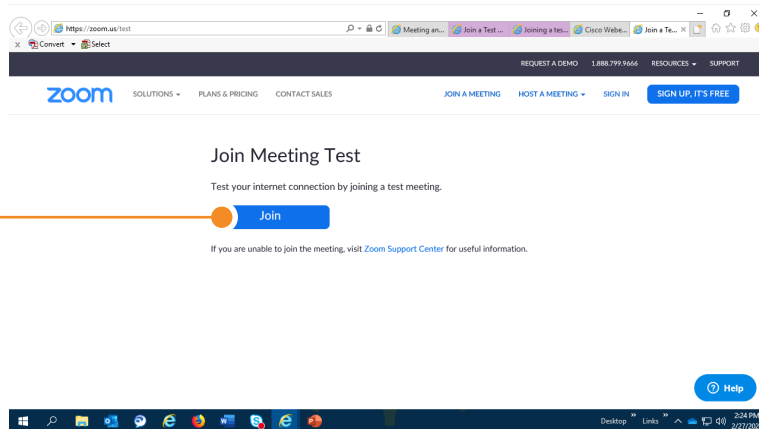 https://zoom.us/test
Meeting an...
Join a Test ...
Joining a tes...
Cisco Webe...
Join a Te...
x Convert Select
REQUEST A DEMO 1.888.799.9666 RESOURCES SUPPORT
zoom SOLUTIONS PLANS & PRICING CONTACT SALES JOIN A MEETING HOST A MEETING SIGN IN SIGN UP, IT'S FREE
Join Meeting Test
Test your internet connection by joining a test meeting.
Join
If you are unable to join the meeting, visit Zoom Support Center for useful information.
Help
Desktop Links 2:24 PM
2/27/202